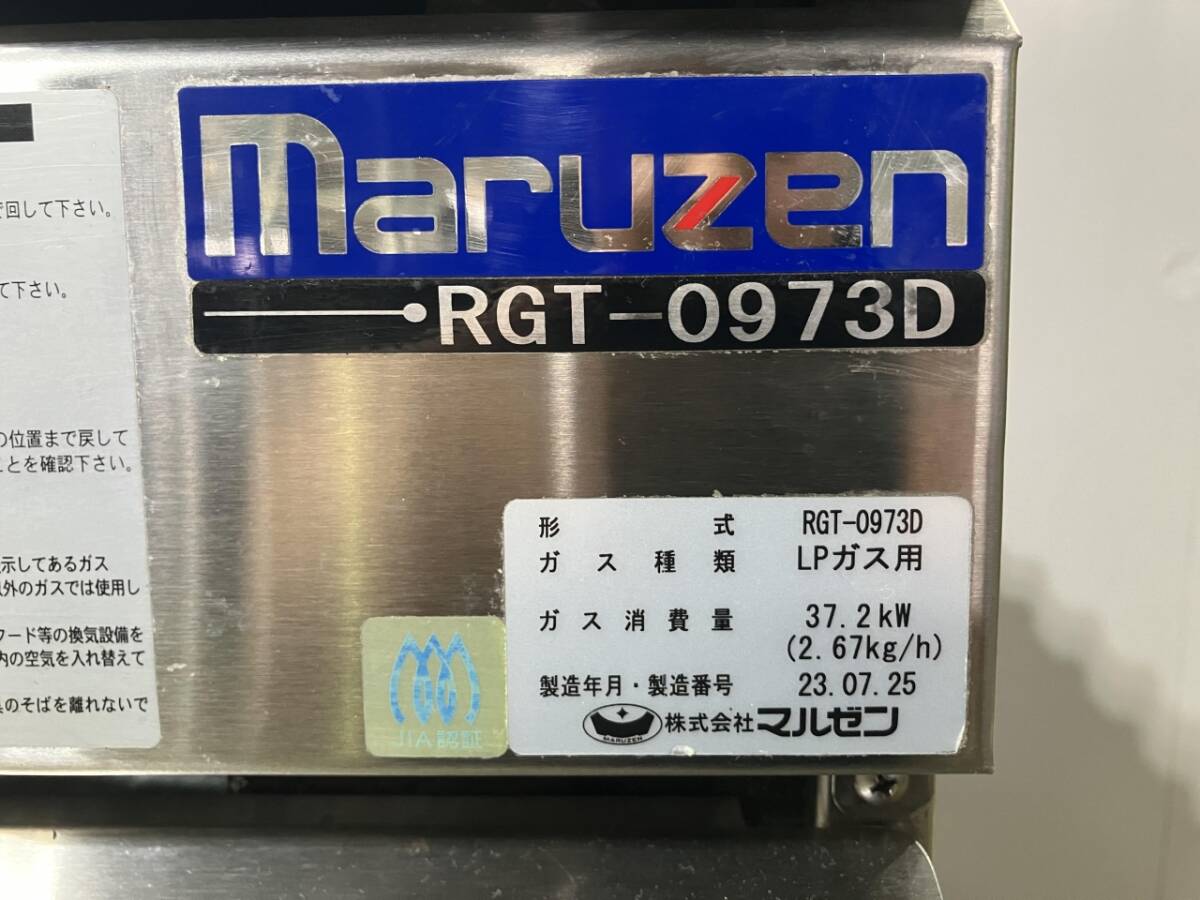 maruzen
RGT-0973D
で回して下さい。
て下さい。
の位置まで戻して
ことを確認下さい。
示してあるガス
以外のガスでは使用し
フード等の換気設備を
内の空気を入れ替えて
具のそばを離れないで
形式 RGT-0973D
ガス種類 LPガス用
ガス消費量 37.2kW
(2.67kg/h)
製造年月・製造番号 23.07.25
MARUZEN 株式会社マルゼン
JIA認証